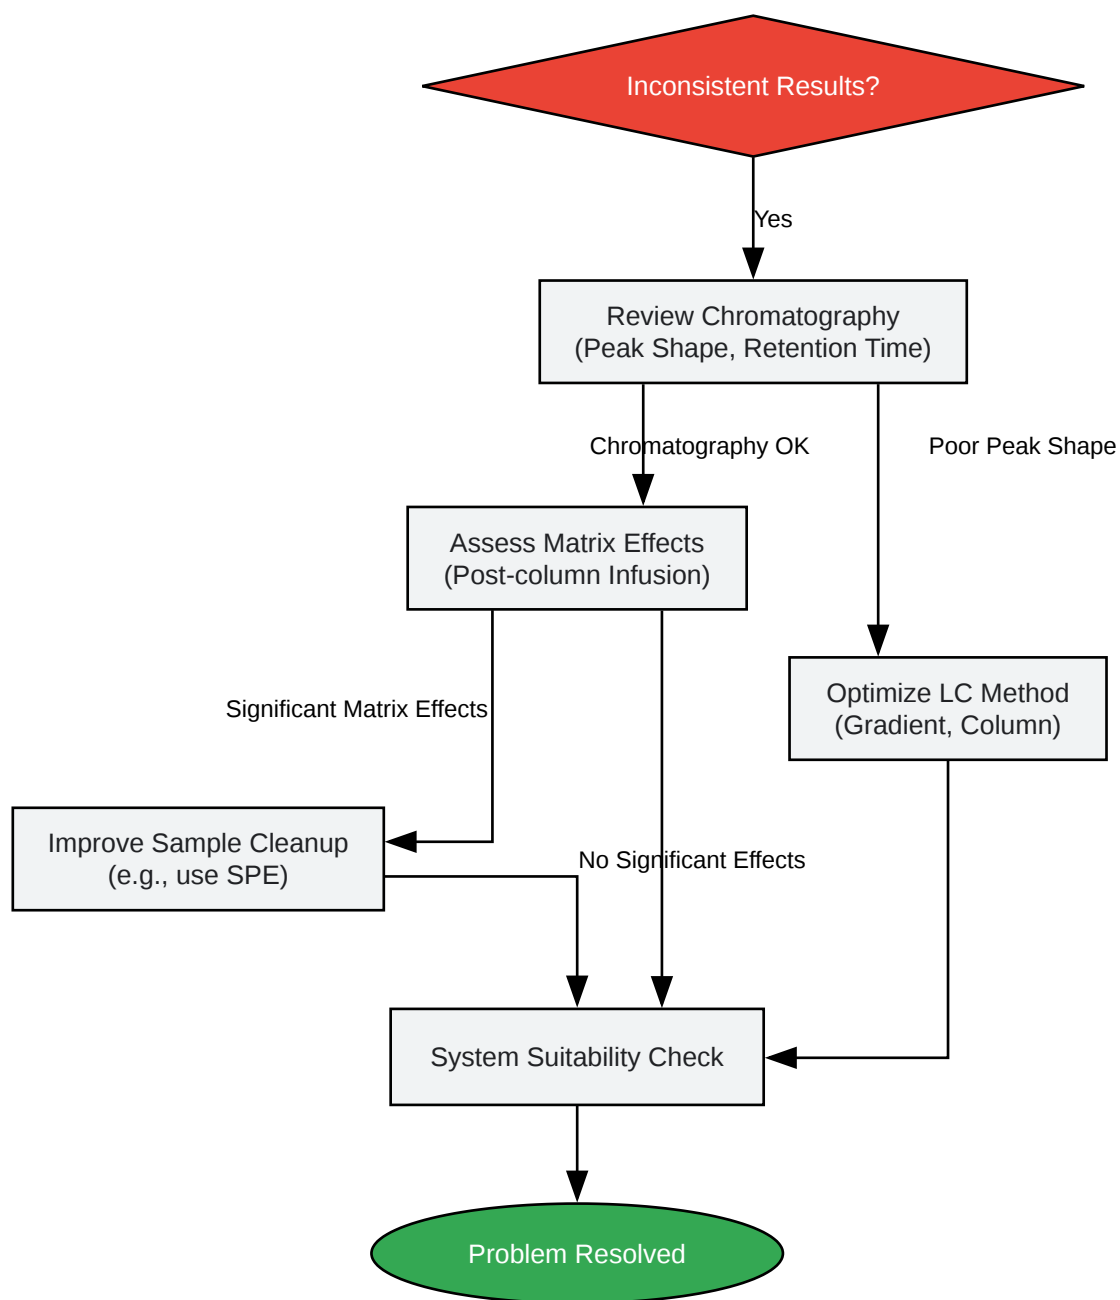 Inconsistent Results?
Yes
Review Chromatography
(Peak Shape, Retention Time)
Chromatography OK
Poor Peak Shape
Assess Matrix Effects
(Post-column Infusion)
Optimize LC Method
(Gradient, Column)
Significant Matrix Effects
Improve Sample Cleanup
(e.g., use SPE)
No Significant Effects
System Suitability Check
Problem Resolved